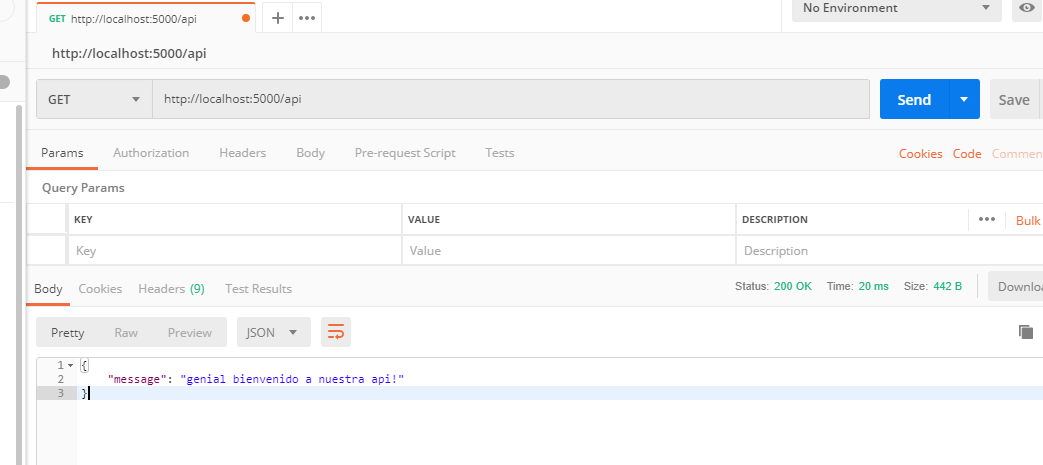 GET http://localhost:5000/api
No Environment
http://localhost:5000/api
GET http://localhost:5000/api Send Save
Params Authorization Headers Body Pre-request Script Tests Cookies Code Commen
Query Params
KEY VALUE DESCRIPTION Bulk
Key Value Description
Body Cookies Headers (9) Test Results Status: 200 OK Time: 20 ms Size: 442 B Downloa
Pretty Raw Preview JSON
1 {
2 "message": "genial bienvenido a nuestra api!"
3 }